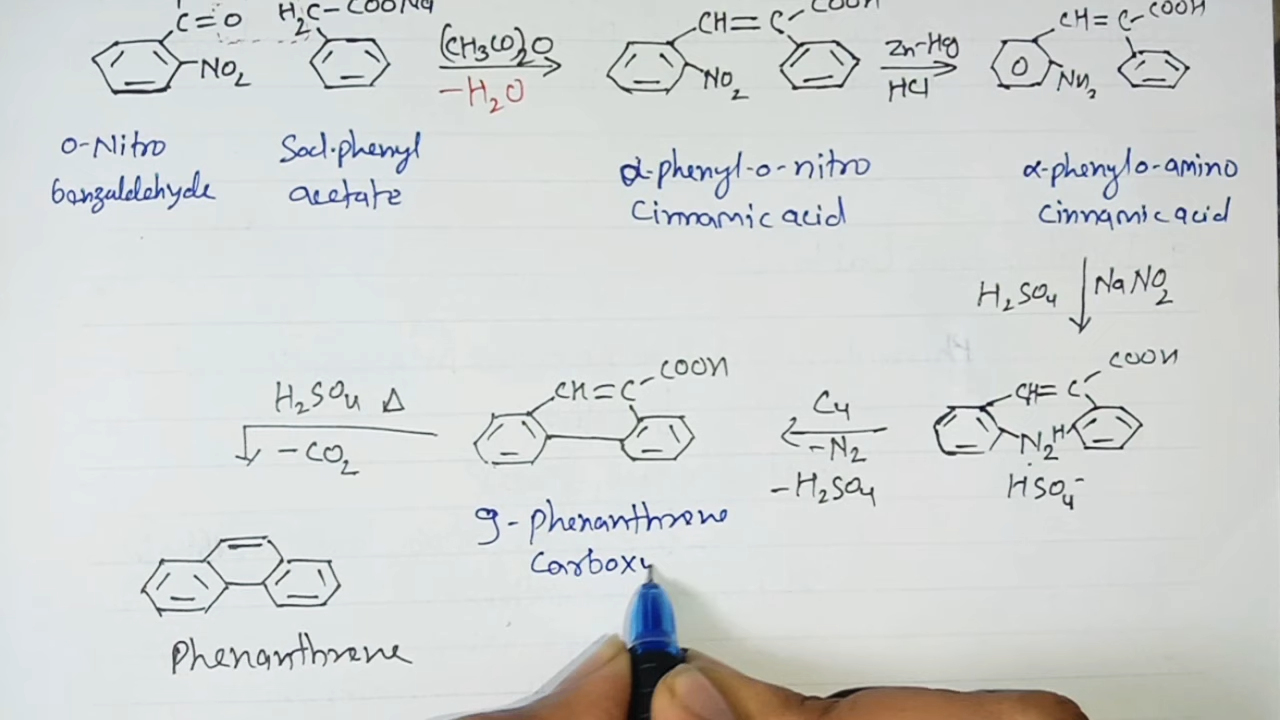 C=O H₂C-COONa
NO₂
(CH3CO)₂O
-H₂O
CH=C-COOH
NO₂
Zn-Hg
HCl
CH=C-COOH
NH₂
O-Nitro
banzaldehyde
Sod.phenyl
acetate
α-phenyl-o-nitro
Cinnamic acid
α-phenylo-amino
Cinnamic acid
H₂SO₄ NaNO₂
H₂SO₄ Δ
-CO₂
CH=C-COOH
Cu
-N₂
-H₂SO₄
CH=C-COOH
N₂ H
HSO₄⁻
9-phenanthrene
Carboxy
Phenanthrene